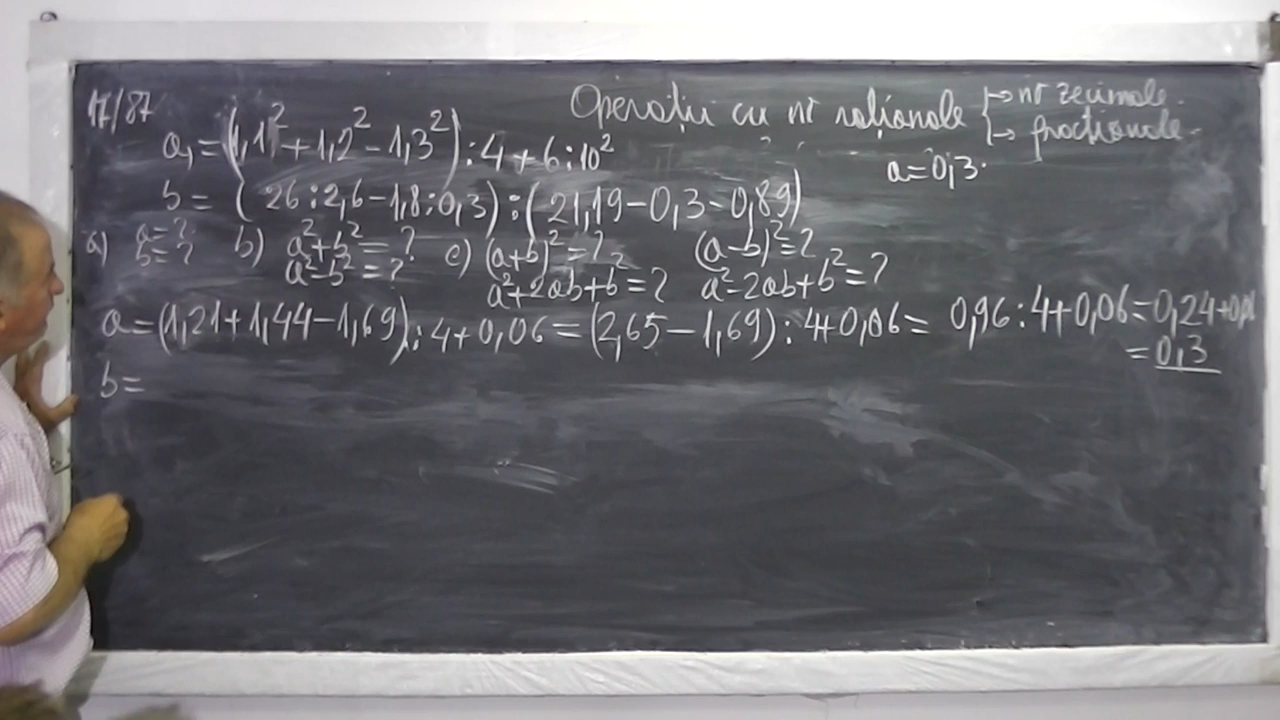 17/87
Operații cu nr raționale → nr zecimale
→ fracționale
a = (1,1² + 1,2² - 1,3²) : 4 + 6 : 10²
a = 0,3
b = (26 : 2,6 - 1,8 : 0,3) : (21,19 - 0,3 - 0,89)
a) a = ? b) a² + b² = ? c) (a+b)² = ? (a-b)² = ?
b = ? a² - b² = ? a² + 2ab + b² = ? a² - 2ab + b² = ?
a = (1,21 + 1,44 - 1,69) : 4 + 0,06 = (2,65 - 1,69) : 4 + 0,06 = 0,96 : 4 + 0,06 = 0,24 + 0,06
= 0,3
b =